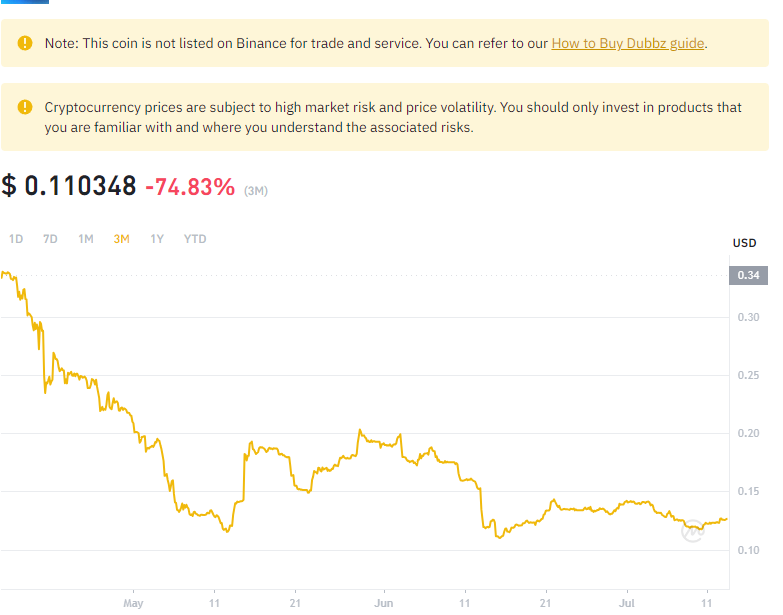 Note: This coin is not listed on Binance for trade and service. You can refer to our How to Buy Dubbz guide.
Cryptocurrency prices are subject to high market risk and price volatility. You should only invest in products that
you are familiar with and where you understand the associated risks.
$ 0.110348 -74.83% (3M)
1D 7D 1M 3M 1Y YTD
USD
0.34
0.30
0.25
0.20
0.15
0.10
May 11 21 Jun 11 21 Jul 11